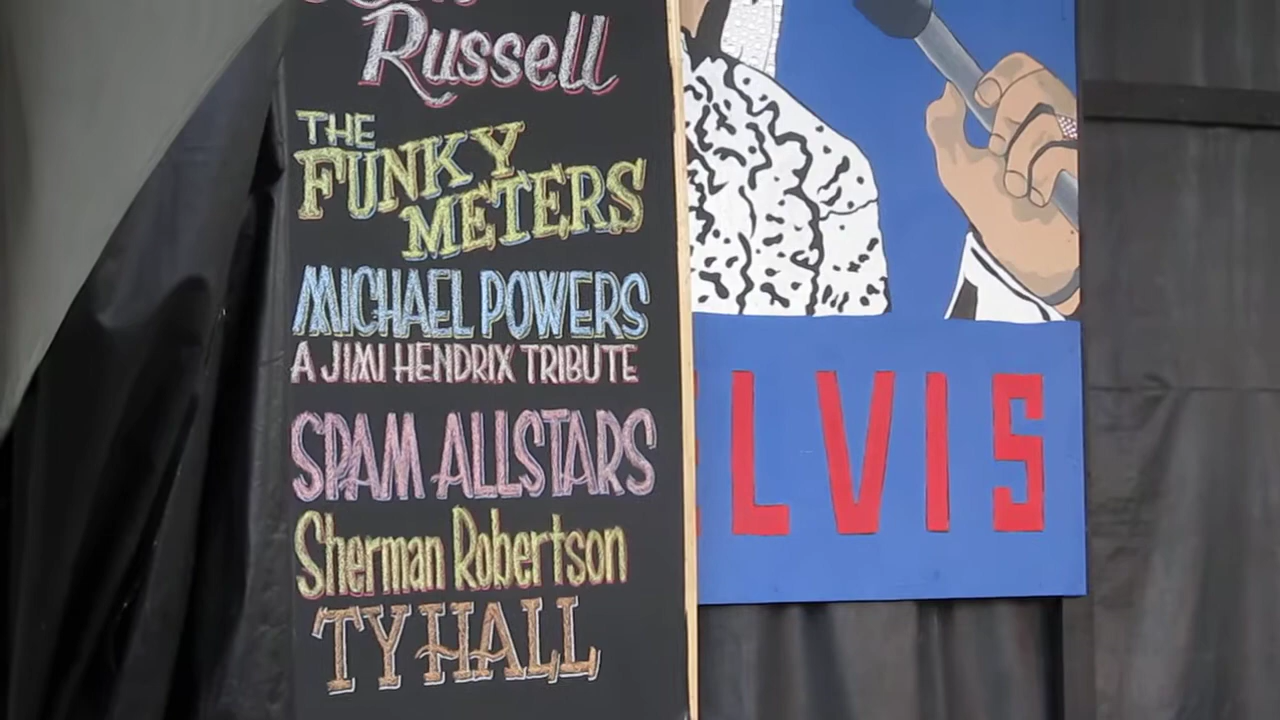 Russell
THE
FUNKY
METERS
MICHAEL POWERS
A JIMI HENDRIX TRIBUTE
SPAM ALLSTARS
Sherman Robertson
TY HALL
LVIS